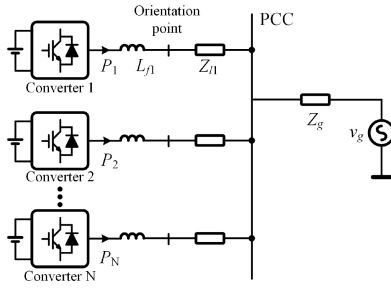 Orientation
point
PCC
P1
Lf1
Zl1
Converter 1
Zg
vg
P2
Converter 2
PN
Converter N